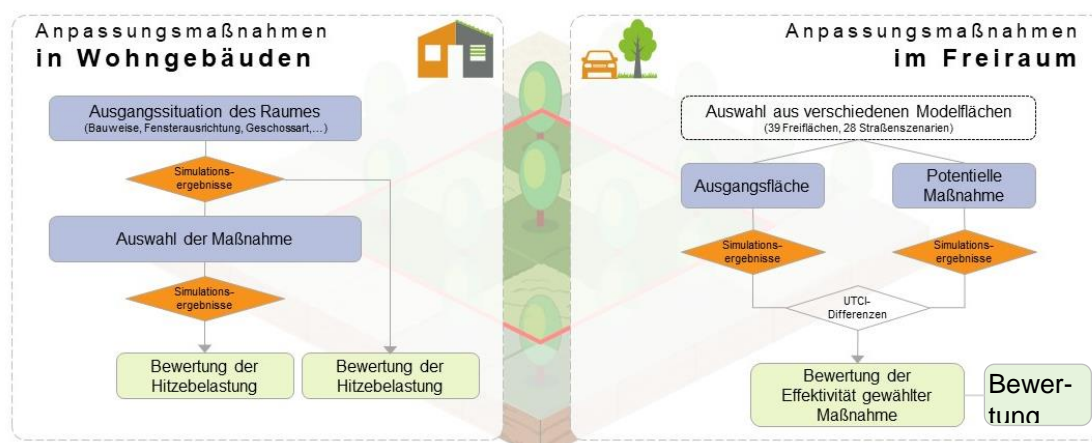 Anpassungsmaßnahmen
in Wohngebäuden
Ausgangssituation des Raumes
(Bauweise, Fensterausrichtung, Geschossart,...)
Simulations-
ergebnisse
Auswahl der Maßnahme
Simulations-
ergebnisse
Bewertung der
Hitzebelastung
Bewertung der
Hitzebelastung
Anpassungsmaßnahmen
im Freiraum
Auswahl aus verschiedenen Modelflächen
(39 Freiflächen, 28 Straßenszenarien)
Ausgangsfläche
Potentielle
Maßnahme
Simulations-
ergebnisse
Simulations-
ergebnisse
UTCI-
Differenzen
Bewertung der
Effektivität gewählter
Maßnahme
Bewer-
tung